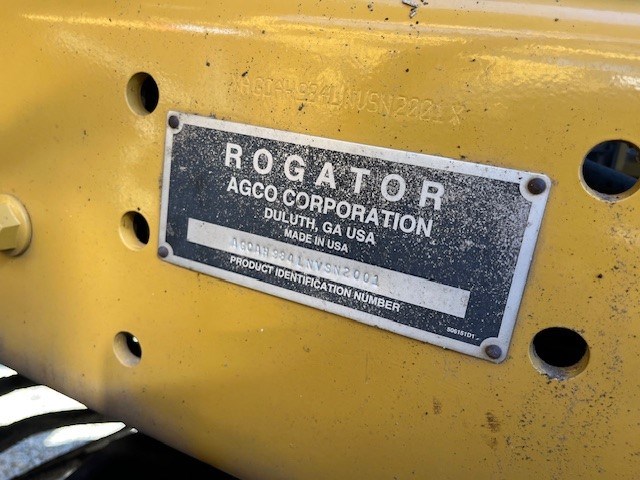 ROGATOR
AGCO CORPORATION
DULUTH, GA USA
MADE IN USA
PRODUCT IDENTIFICATION NUMBER